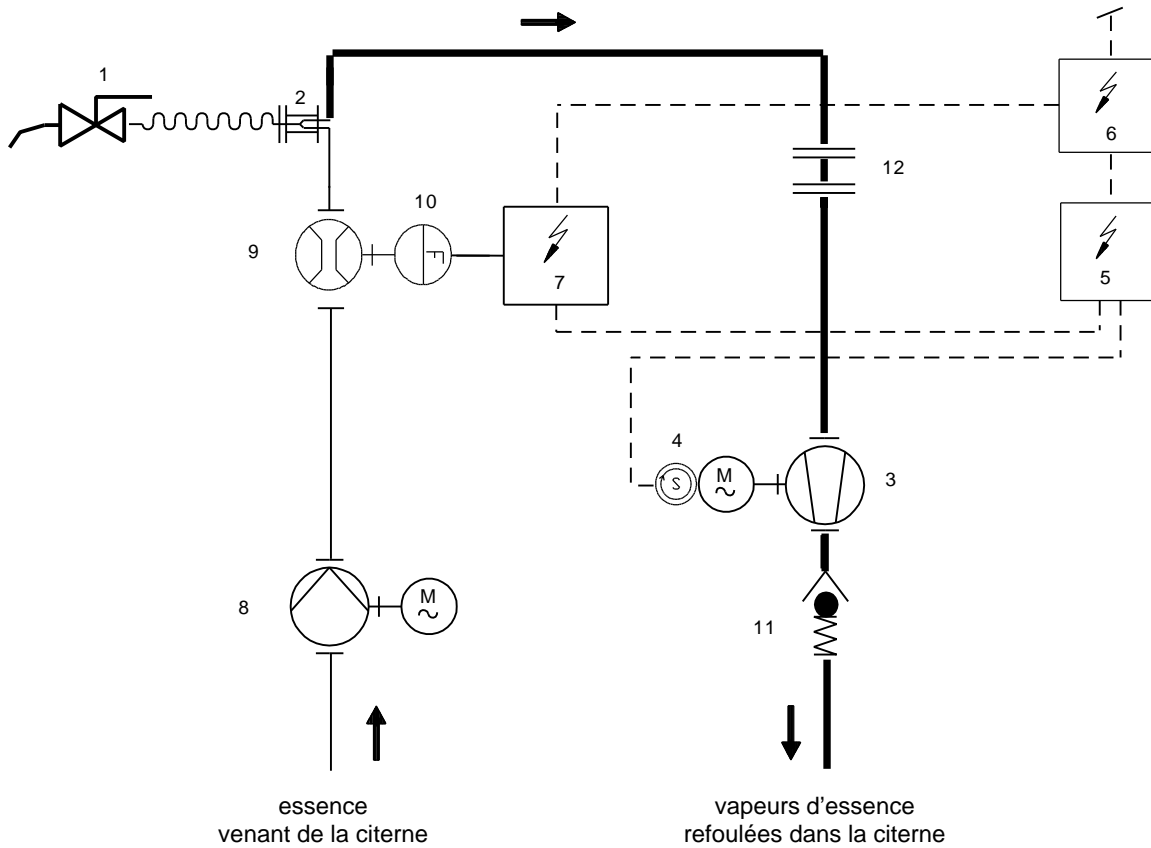 1
2
6
12
10
9
7
5
4
M
3
S
M
8
11
essence
venant de la citerne
vapeurs d’essence
refoulées dans la citerne